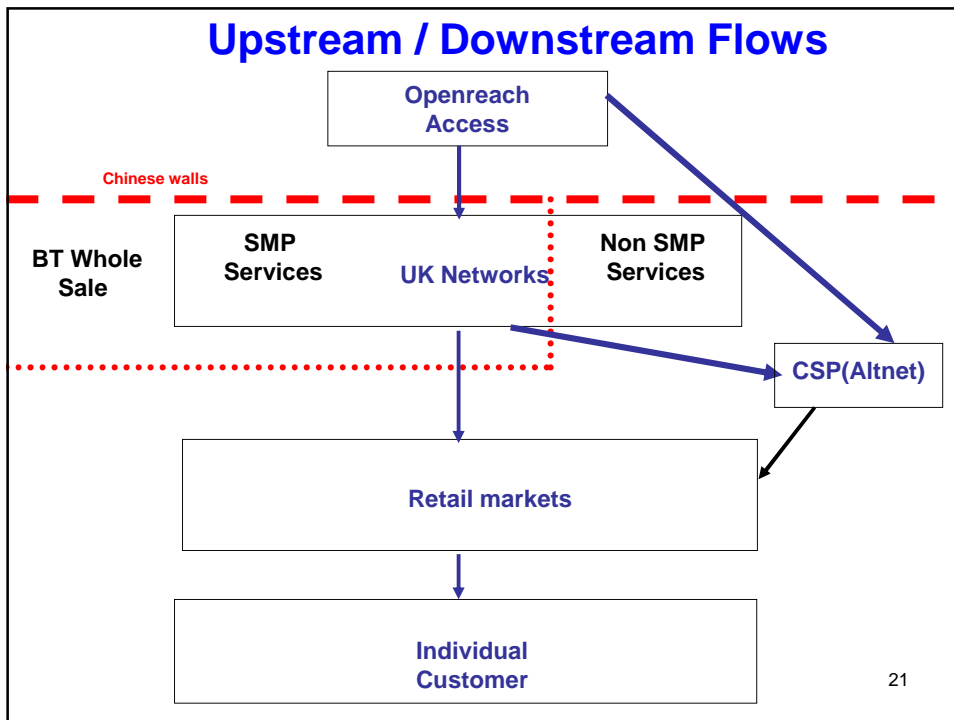 Upstream / Downstream Flows
Openreach
Access
Chinese walls
BT Whole
Sale
SMP
Services
UK Networks
Non SMP
Services
CSP(Altnet)
Retail markets
Individual
Customer
21